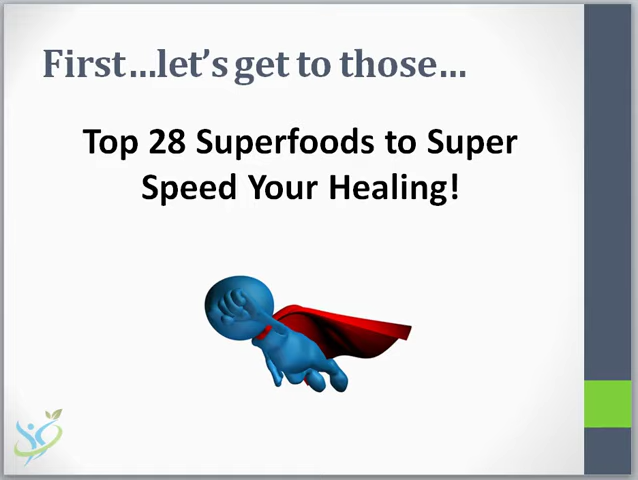 First…let's get to those…
Top 28 Superfoods to Super
Speed Your Healing!